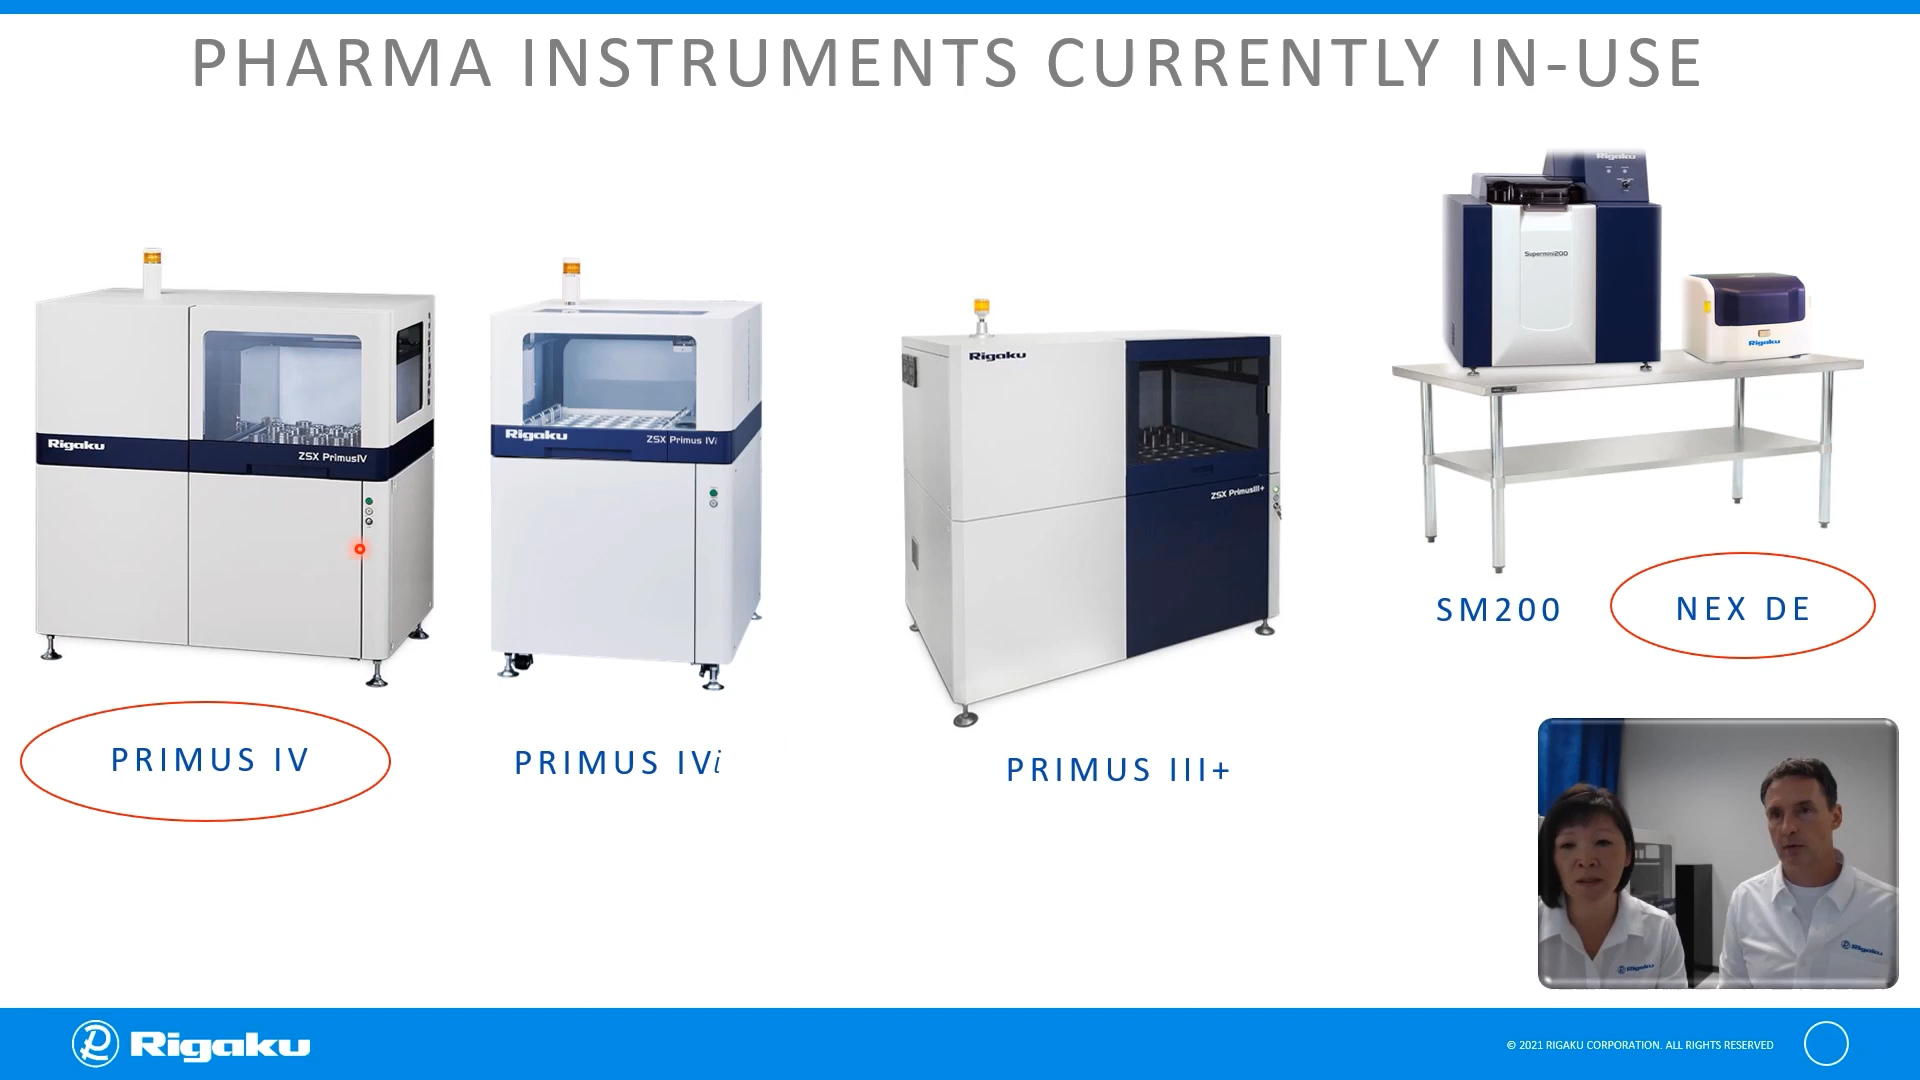 PHARMA INSTRUMENTS CURRENTLY IN-USE
Rigaku
Supermini200
Rigaku
Rigaku
ZSX PrimusIV
Rigaku
ZSX Primus IVi
Rigaku
ZSX PrimusIII+
SM200
NEX DE
PRIMUS IV
PRIMUS IVi
PRIMUS III+
Rigaku
Rigaku
Rigaku
© 2021 RIGAKU CORPORATION. ALL RIGHTS RESERVED